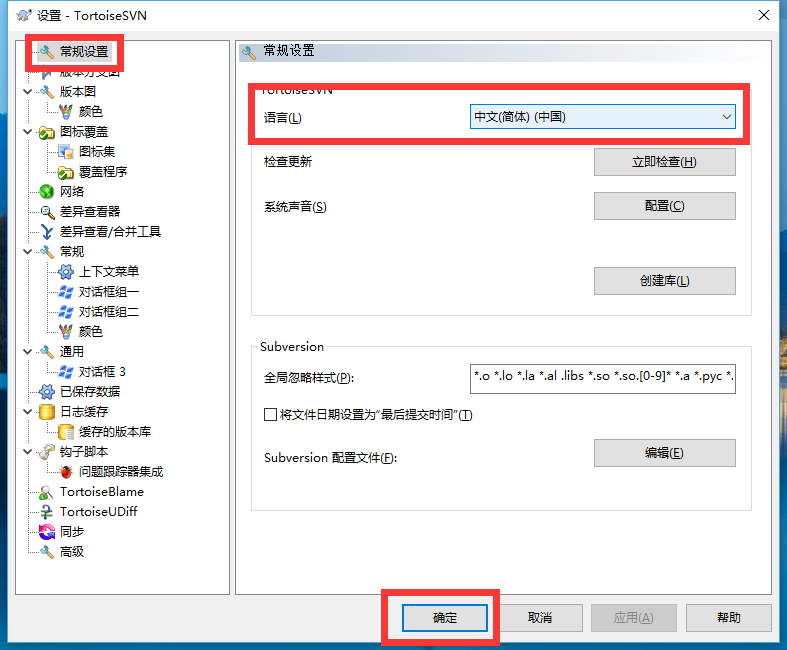 设置 - TortoiseSVN
常规设置
版本分支图
版本图
颜色
图标覆盖
图标集
覆盖程序
网络
差异查看器
差异查看/合并工具
常规
上下文菜单
对话框组一
对话框组二
颜色
通用
对话框 3
已保存数据
日志缓存
缓存的版本库
钩子脚本
问题跟踪器集成
TortoiseBlame
TortoiseUDiff
同步
高级
常规设置
TortoiseSVN
语言(L) 中文(简体) (中国)
检查更新 立即检查(H)
系统声音(S) 配置(C)
创建库(L)
Subversion
全局忽略样式(P): *.o *.lo *.la *.al .libs *.so *.so.[0-9]* *.a *.pyc *.
将文件日期设置为“最后提交时间”(T)
Subversion 配置文件(F): 编辑(E)
确定 取消 应用(A) 帮助